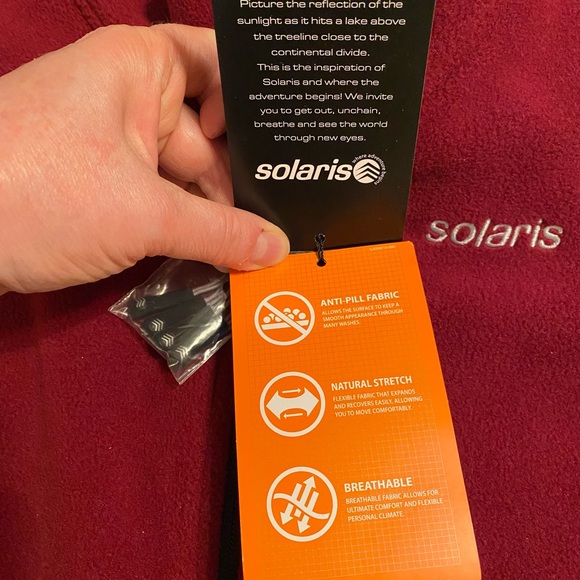 Picture the reflection of the
sunlight as it hits a lake above
the treeline close to the
continental divide.
This is the inspiration of
Solaris and where the
adventure begins! We invite
you to get out, unchain,
breathe and see the world
through new eyes.
solaris
where adventure begins
solaris
ANTI-PILL FABRIC
ALLOWS THE SURFACE TO KEEP A
SMOOTH APPEARANCE THROUGH
MANY WASHES.
NATURAL STRETCH
FLEXIBLE FABRIC THAT EXPANDS
AND RECOVERS EASILY, ALLOWING
YOU TO MOVE COMFORTABLY.
BREATHABLE
BREATHABLE FABRIC ALLOWS FOR
ULTIMATE COMFORT AND FLEXIBLE
PERSONAL CLIMATE.